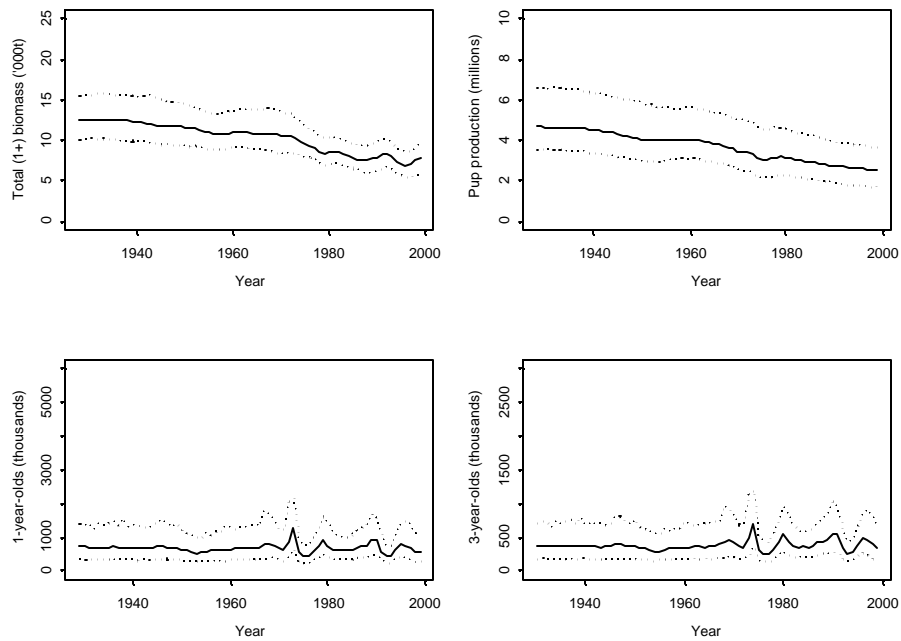 Total (1+) biomass ('000t)
25
20
15
10
5
0
1940 1960 1980 2000
Year
Pup production (millions)
10
8
6
4
2
0
1940 1960 1980 2000
Year
1-year-olds (thousands)
5000
3000
1000
0
1940 1960 1980 2000
Year
3-year-olds (thousands)
2500
1500
500
0
1940 1960 1980 2000
Year